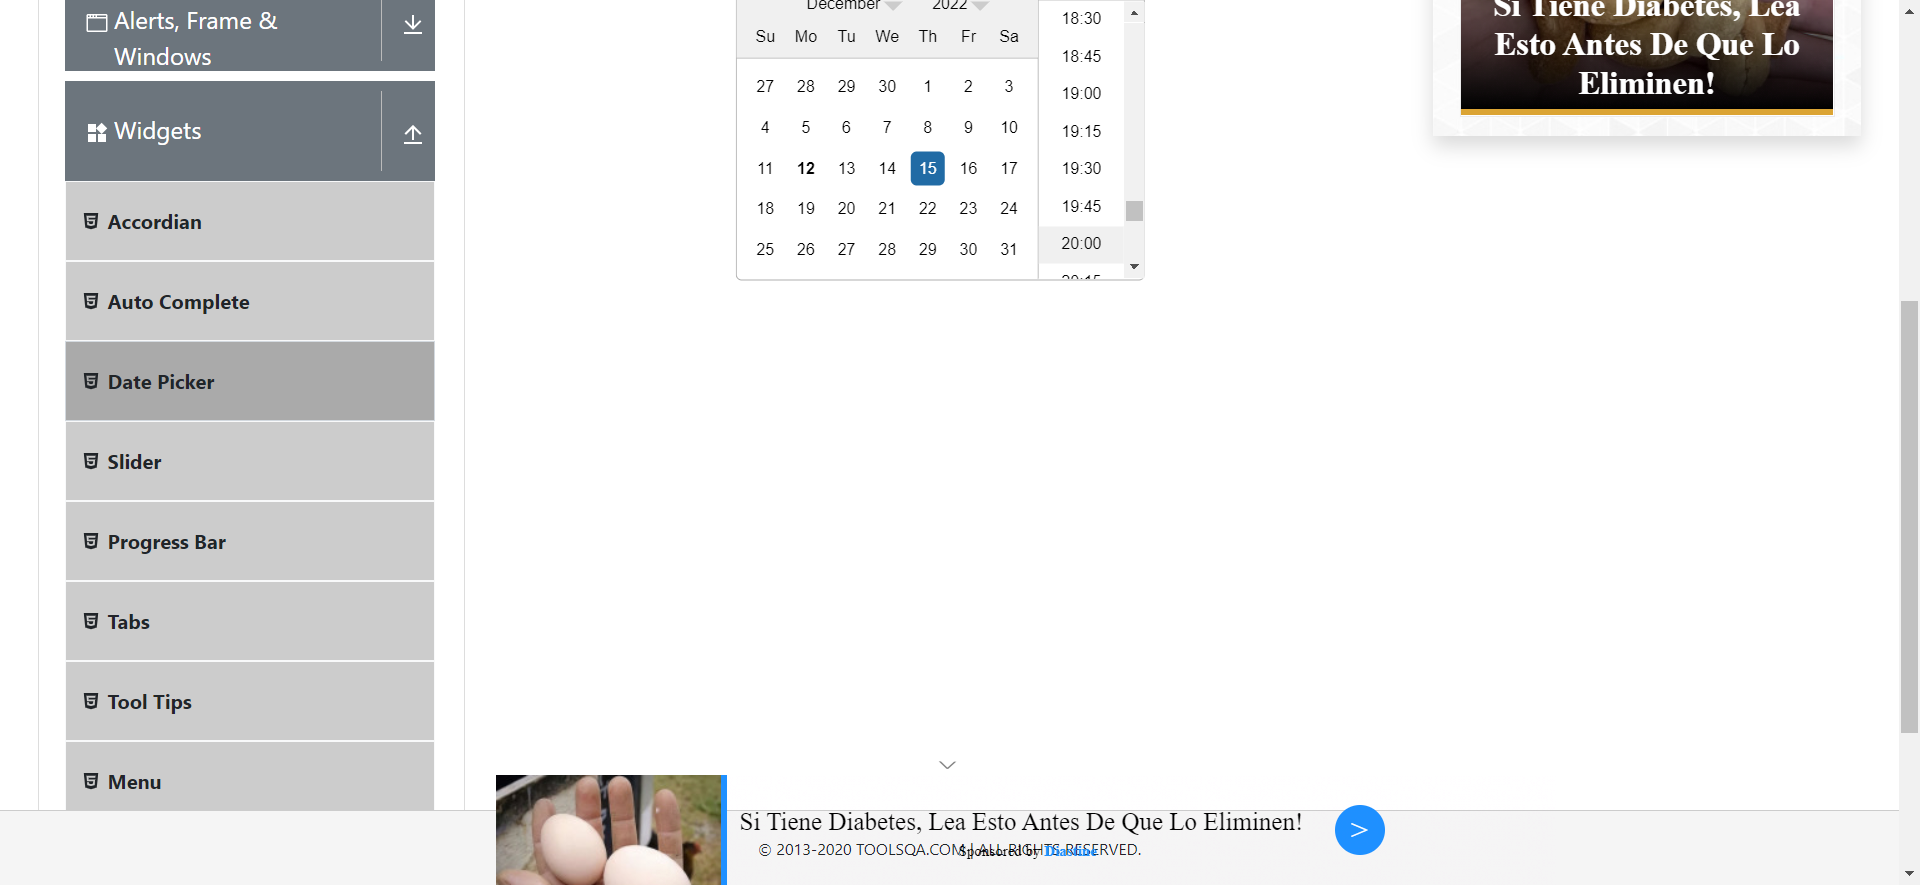 Alerts, Frame &
Windows
Widgets
Accordian
Auto Complete
Date Picker
Slider
Progress Bar
Tabs
Tool Tips
Menu
December 2022
Su Mo Tu We Th Fr Sa
27 28 29 30 1 2 3
4 5 6 7 8 9 10
11 12 13 14 15 16 17
18 19 20 21 22 23 24
25 26 27 28 29 30 31
18:30
18:45
19:00
19:15
19:30
19:45
20:00
20:15
Si Tiene Diabetes, Lea
Esto Antes De Que Lo
Eliminen!
Si Tiene Diabetes, Lea Esto Antes De Que Lo Eliminen!
>
© 2013-2020 TOOLSQA.COM | ALL RIGHTS RESERVED.
Sponsored by